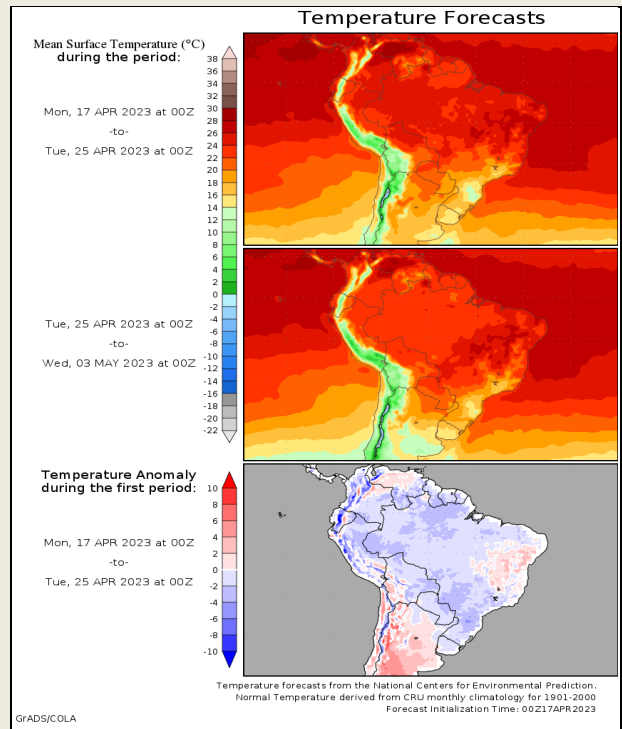 Temperature Forecasts
Mean Surface Temperature (°C)
during the period:
38
36
34
32
30
28
26
24
22
20
18
16
14
12
10
8
6
4
2
0
-2
-4
-6
-8
-10
-12
-14
-16
-18
-20
-22
Mon, 17 APR 2023 at 00Z
-to-
Tue, 25 APR 2023 at 00Z
Tue, 25 APR 2023 at 00Z
-to-
Wed, 03 MAY 2023 at 00Z
Temperature Anomaly
during the first period:
10
8
6
4
2
0
-2
-4
-6
-8
-10
Mon, 17 APR 2023 at 00Z
-to-
Tue, 25 APR 2023 at 00Z
Temperature forecasts from the National Centers for Environmental Prediction.
Normal Temperature derived from CRU monthly climatology for 1901-2000
Forecast Initialization Time: 00Z17APR2023
GrADS/COLA